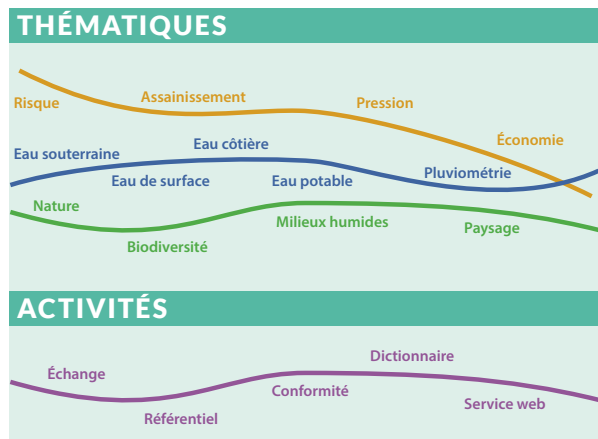 THÉMATIQUES
Risque
Assainissement
Pression
Économie
Eau souterraine
Eau côtière
Eau de surface
Eau potable
Pluviométrie
Nature
Biodiversité
Milieux humides
Paysage
ACTIVITÉS
Échange
Référentiel
Conformité
Dictionnaire
Service web